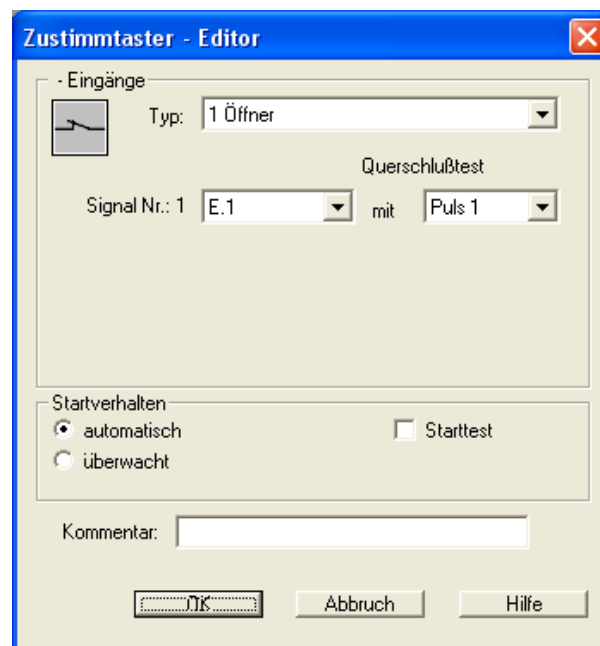 Zustimmtaster - Editor
- Eingänge
Typ: 1 Öffner
Querschlußtest
Signal Nr.: 1 E.1 mit Puls 1
Startverhalten
automatisch Starttest
überwacht
Kommentar:
OK Abbruch Hilfe